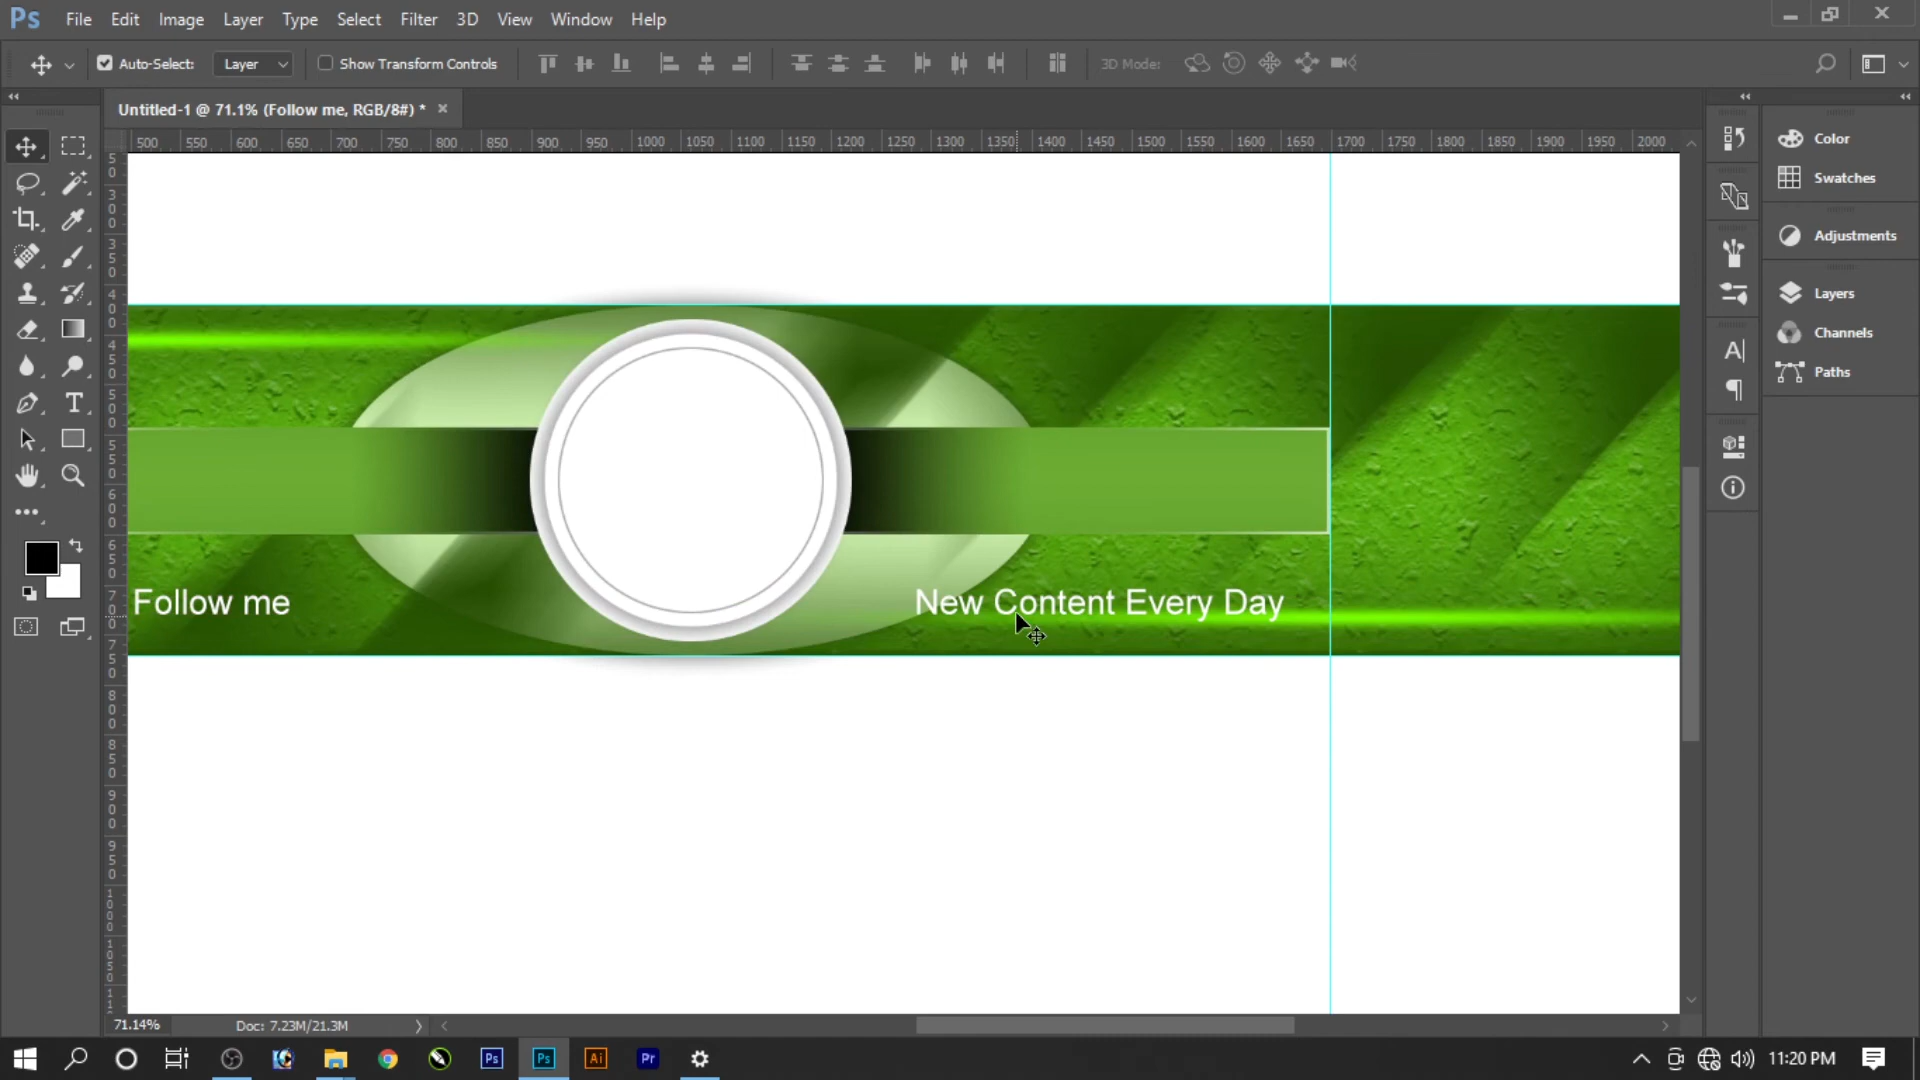 Ps File Edit Image Layer Type Select Filter 3D View Window Help
Auto-Select: Layer Show Transform Controls 3D Mode:
Untitled-1 @ 71.1% (Follow me, RGB/8#) * ×
500 550 600 650 700 750 800 850 900 950 1000 1050 1100 1150 1200 1250 1300 1350 1400 1450 1500 1550 1600 1650 1700 1750 1800 1850 1900 1950 2000
Color
Swatches
Adjustments
Layers
Channels
Paths
Follow me
New Content Every Day
71.14% Doc: 7.23M/21.3M
Ps Ps Ai Pr 11:20 PM